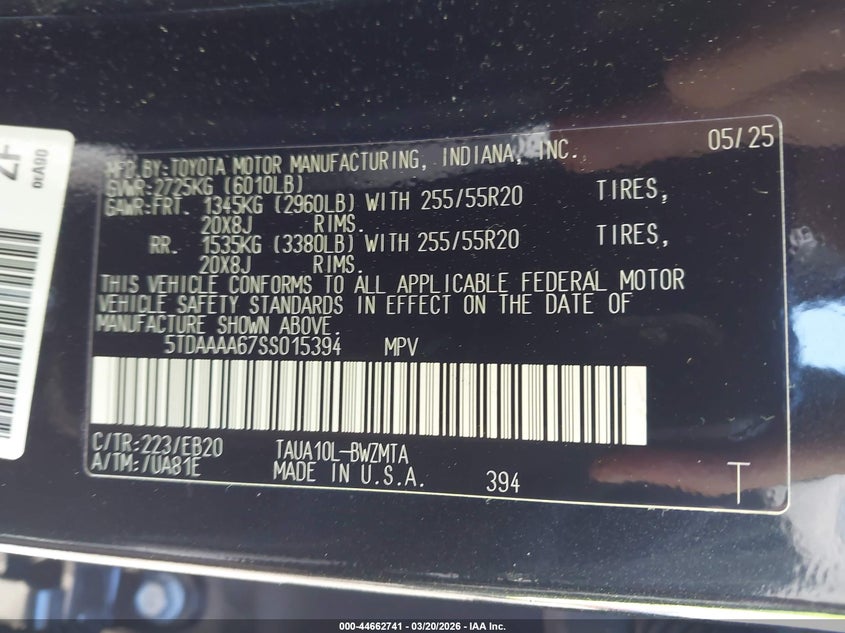 MFD.BY:TOYOTA MOTOR MANUFACTURING, INDIANA, INC. 05/25
GVWR:2725KG (6010LB)
GAWR:FRT. 1345KG (2960LB) WITH 255/55R20 TIRES,
20X8J RIMS.
RR. 1535KG (3380LB) WITH 255/55R20 TIRES,
20X8J RIMS.
THIS VEHICLE CONFORMS TO ALL APPLICABLE FEDERAL MOTOR
VEHICLE SAFETY STANDARDS IN EFFECT ON THE DATE OF
MANUFACTURE SHOWN ABOVE.
5TDAAAA67SS015394 MPV
C/TR:223/EB20 TAUA10L-BWZMTA
A/TM:/UA81E MADE IN U.S.A. 394 T
000-44662741 - 03/20/2026 - IAA Inc.